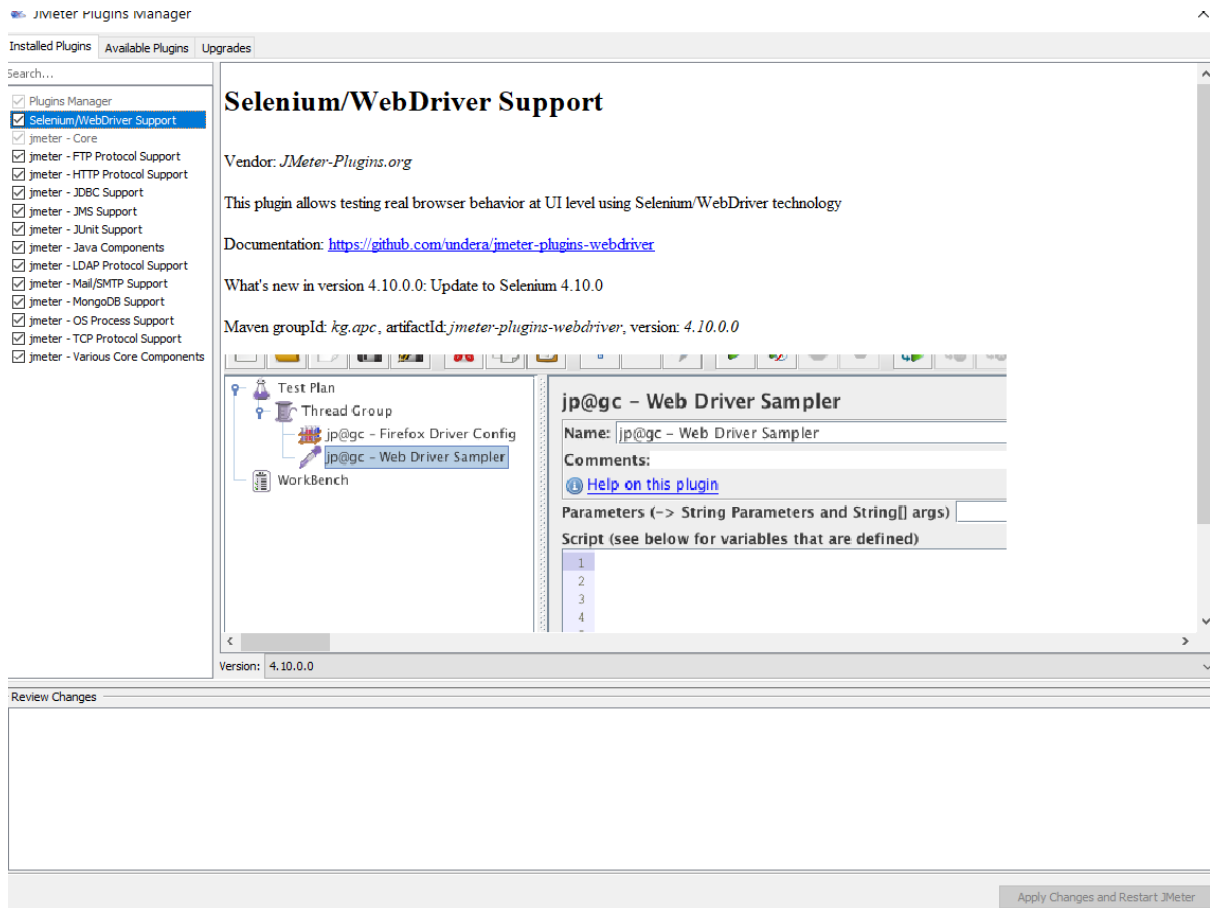 JMeter Plugins Manager
Installed Plugins
Available Plugins
Upgrades
Search...
Plugins Manager
Selenium/WebDriver Support
jmeter - Core
jmeter - FTP Protocol Support
jmeter - HTTP Protocol Support
jmeter - JDBC Support
jmeter - JMS Support
jmeter - JUnit Support
jmeter - Java Components
jmeter - LDAP Protocol Support
jmeter - Mail/SMTP Support
jmeter - MongoDB Support
jmeter - OS Process Support
jmeter - TCP Protocol Support
jmeter - Various Core Components
Selenium/WebDriver Support
Vendor: JMeter-Plugins.org
This plugin allows testing real browser behavior at UI level using Selenium/WebDriver technology
Documentation: https://github.com/undera/jmeter-plugins-webdriver
What's new in version 4.10.0.0: Update to Selenium 4.10.0
Maven groupId: kg.apc, artifactId: jmeter-plugins-webdriver, version: 4.10.0.0
Test Plan
Thread Group
jp@gc - Firefox Driver Config
jp@gc - Web Driver Sampler
WorkBench
jp@gc - Web Driver Sampler
Name: jp@gc - Web Driver Sampler
Comments:
Help on this plugin
Parameters (-> String Parameters and String[] args)
Script (see below for variables that are defined)
1
2
3
4
Version: 4.10.0.0
Review Changes
Apply Changes and Restart JMeter